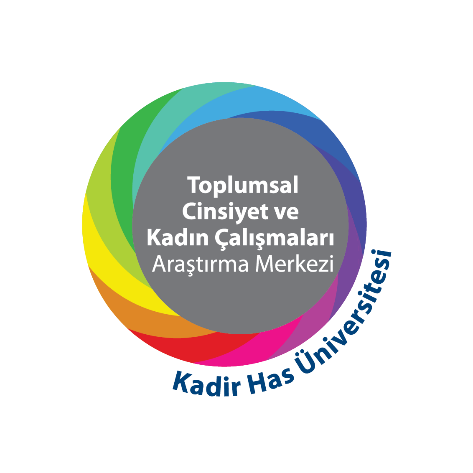 Toplumsal
Cinsiyet ve
Kadın Çalışmaları
Araştırma Merkezi
Kadir Has Üniversitesi